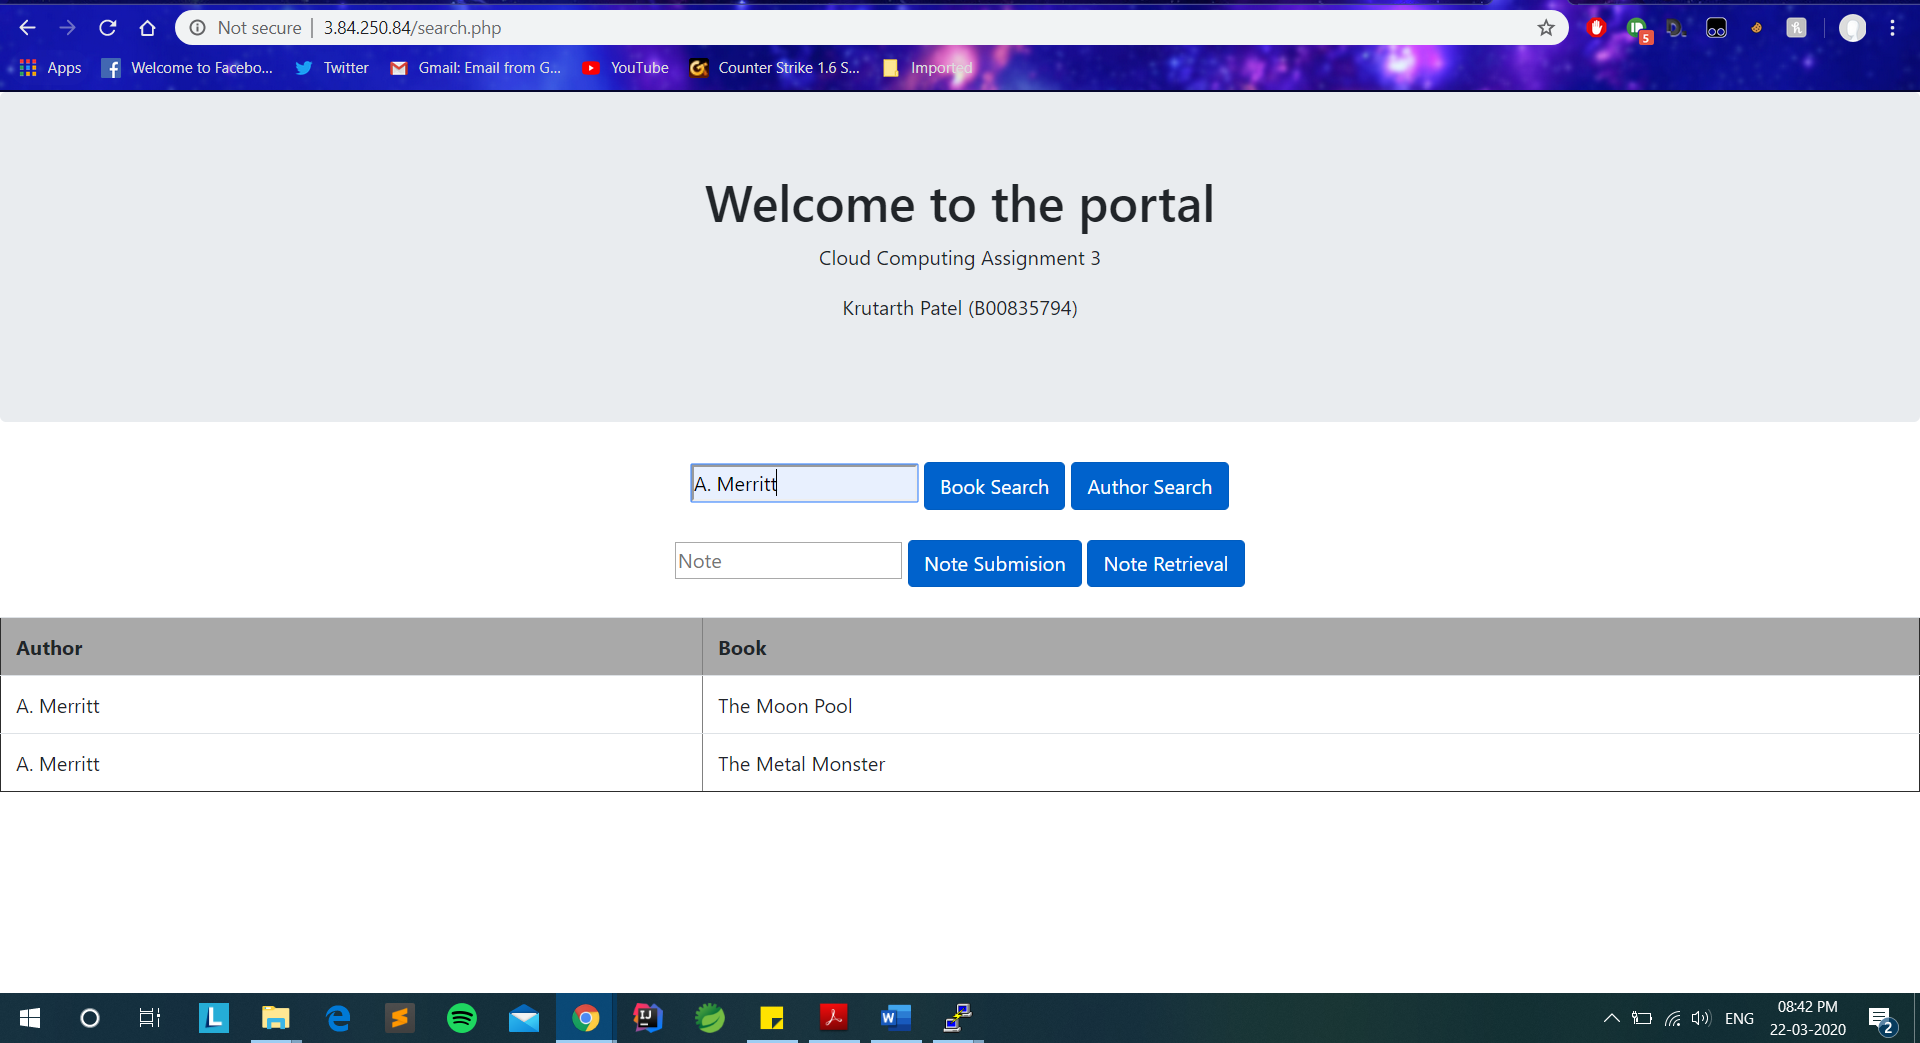 Not secure | 3.84.250.84/search.php
5
Apps Welcome to Facebo... Twitter Gmail: Email from G... YouTube Counter Strike 1.6 S... Imported
Welcome to the portal
Cloud Computing Assignment 3
Krutarth Patel (B00835794)
A. Merritt Book Search Author Search
Note Note Submision Note Retrieval
Author Book
A. Merritt The Moon Pool
A. Merritt The Metal Monster
08:42 PM
ENG
22-03-2020
2